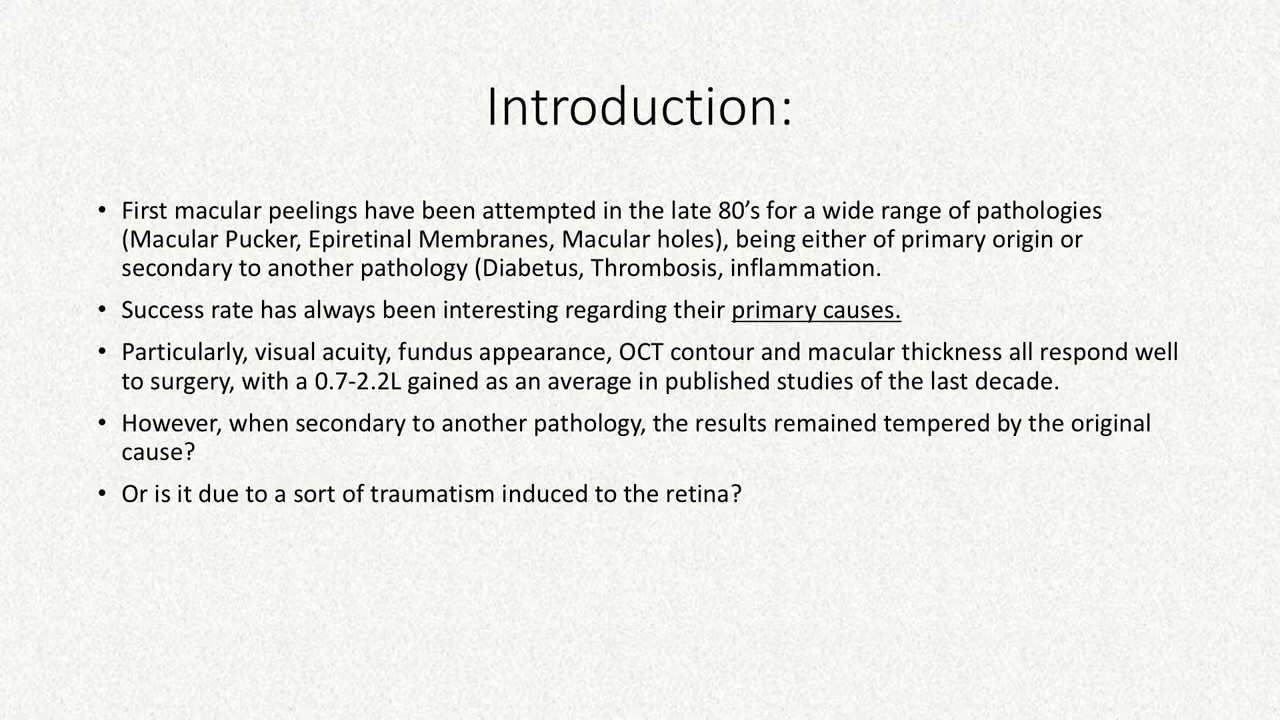 Introduction:
• First macular peelings have been attempted in the late 80’s for a wide range of pathologies
(Macular Pucker, Epiretinal Membranes, Macular holes), being either of primary origin or
secondary to another pathology (Diabetus, Thrombosis, inflammation.
• Success rate has always been interesting regarding their primary causes.
• Particularly, visual acuity, fundus appearance, OCT contour and macular thickness all respond well
to surgery, with a 0.7-2.2L gained as an average in published studies of the last decade.
• However, when secondary to another pathology, the results remained tempered by the original
cause?
• Or is it due to a sort of traumatism induced to the retina?